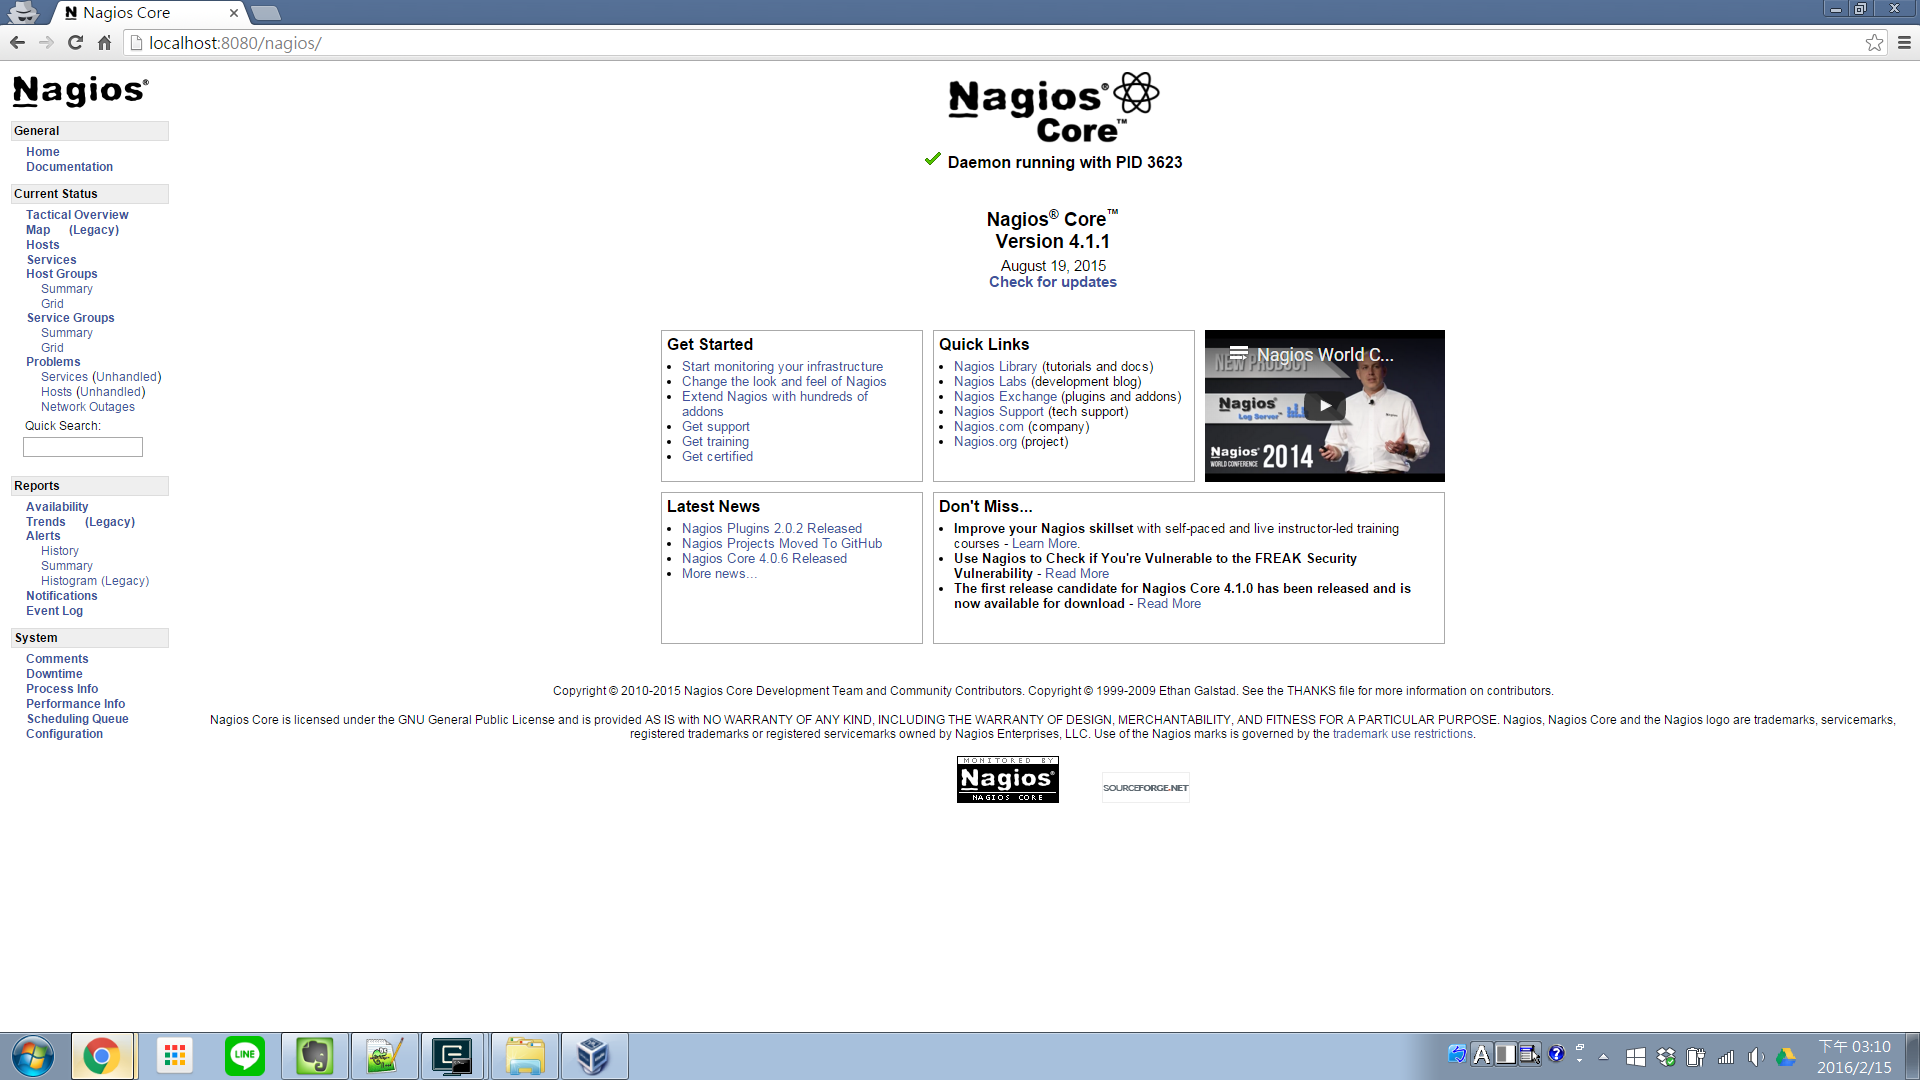 Nagios Core
localhost:8080/nagios/
Nagios®
General
Home
Documentation
Current Status
Tactical Overview
Map (Legacy)
Hosts
Services
Host Groups
Summary
Grid
Service Groups
Summary
Grid
Problems
Services (Unhandled)
Hosts (Unhandled)
Network Outages
Quick Search:
Reports
Availability
Trends (Legacy)
Alerts
History
Summary
Histogram (Legacy)
Notifications
Event Log
System
Comments
Downtime
Process Info
Performance Info
Scheduling Queue
Configuration
Nagios®
Core™
Daemon running with PID 3623
Nagios® Core™
Version 4.1.1
August 19, 2015
Check for updates
Get Started
Start monitoring your infrastructure
Change the look and feel of Nagios
Extend Nagios with hundreds of
addons
Get support
Get training
Get certified
Quick Links
Nagios Library (tutorials and docs)
Nagios Labs (development blog)
Nagios Exchange (plugins and addons)
Nagios Support (tech support)
Nagios.com (company)
Nagios.org (project)
Nagios World C...
NEW PRODUCT
Nagios®
Log Server™
Nagios®
WORLD CONFERENCE 2014
Latest News
Nagios Plugins 2.0.2 Released
Nagios Projects Moved To GitHub
Nagios Core 4.0.6 Released
More news...
Don't Miss...
Improve your Nagios skillset with self-paced and live instructor-led training
courses - Learn More.
Use Nagios to Check if You're Vulnerable to the FREAK Security
Vulnerability - Read More
The first release candidate for Nagios Core 4.1.0 has been released and is
now available for download - Read More
Copyright © 2010-2015 Nagios Core Development Team and Community Contributors. Copyright © 1999-2009 Ethan Galstad. See the THANKS file for more information on contributors.
Nagios Core is licensed under the GNU General Public License and is provided AS IS with NO WARRANTY OF ANY KIND, INCLUDING THE WARRANTY OF DESIGN, MERCHANTABILITY, AND FITNESS FOR A PARTICULAR PURPOSE. Nagios, Nagios Core and the Nagios logo are trademarks, servicemarks,
registered trademarks or registered servicemarks owned by Nagios Enterprises, LLC. Use of the Nagios marks is governed by the trademark use restrictions.
MONITORED BY
Nagios®
NAGIOS CORE
SOURCEFORGE.NET
LINE
A
下午 03:10
2016/2/15